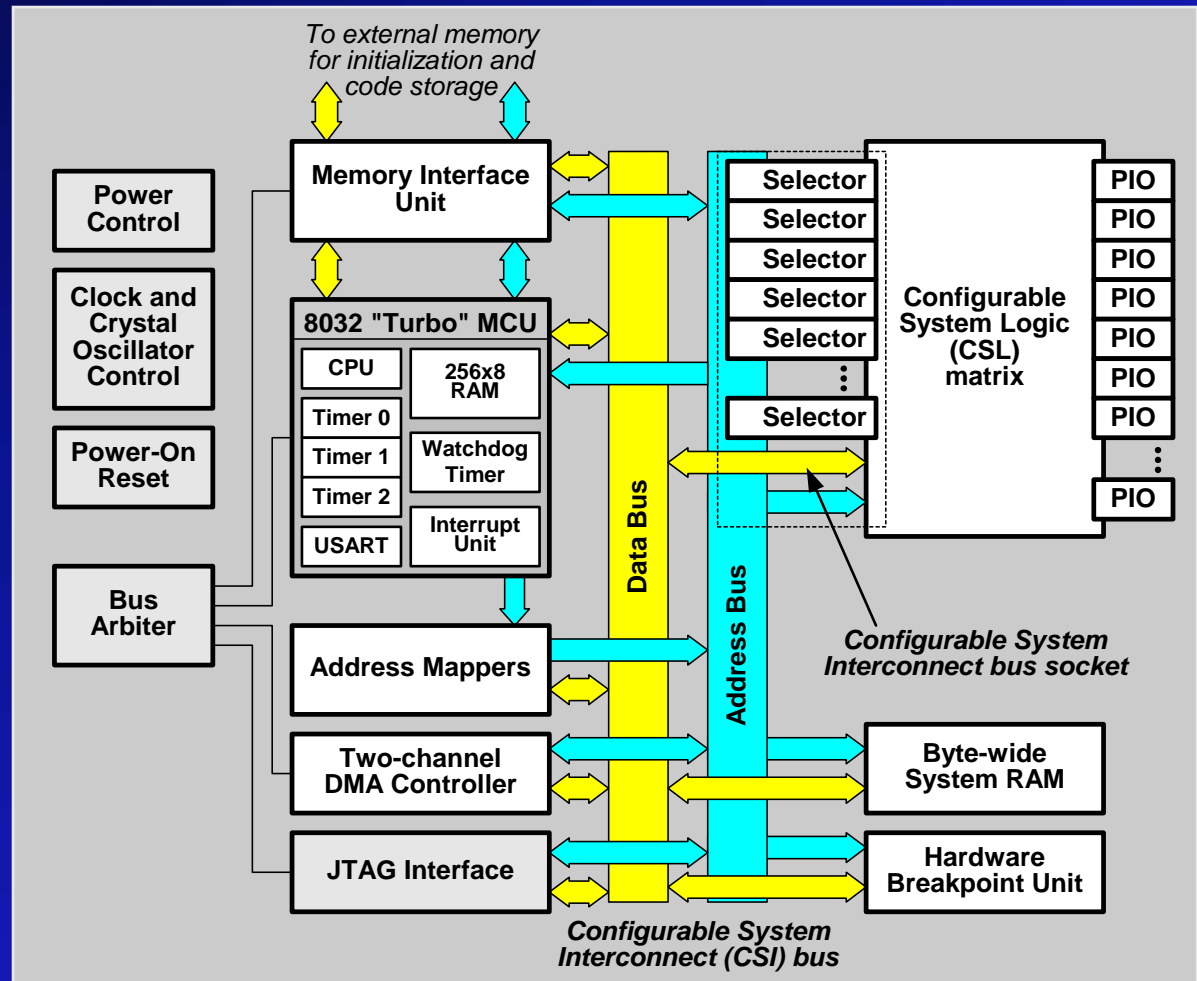 To external memory
for initialization and
code storage
Memory Interface
Unit
Power
Control
Clock and
Crystal
Oscillator
Control
Power-On
Reset
Bus
Arbiter
8032 "Turbo" MCU
CPU
256x8
RAM
Timer 0
Timer 1
Timer 2
Watchdog
Timer
USART
Interrupt
Unit
Address Mappers
Two-channel
DMA Controller
JTAG Interface
Data Bus
Address Bus
Selector
Selector
Selector
Selector
Selector
Selector
Configurable
System Logic
(CSL)
matrix
PIO
PIO
PIO
PIO
PIO
PIO
PIO
PIO
Configurable System
Interconnect bus socket
Byte-wide
System RAM
Hardware
Breakpoint Unit
Configurable System
Interconnect (CSI) bus